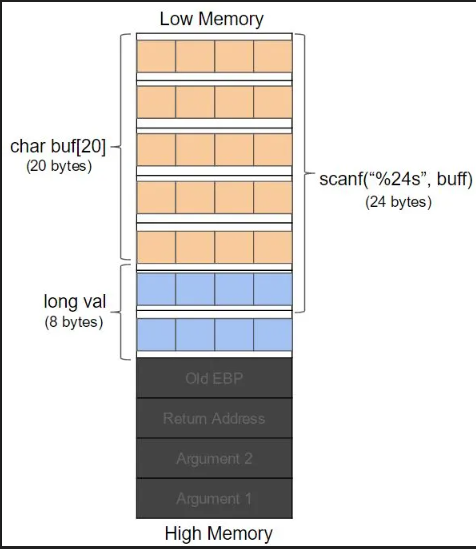 Low Memory
char buf[20]
(20 bytes)
scanf(“%24s”, buff)
(24 bytes)
long val
(8 bytes)
Old EBP
Return Address
Argument 2
Argument 1
High Memory